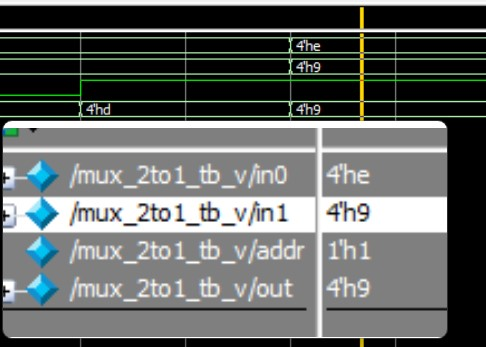 4'he
4'h9
4'hd 4'h9
/mux_2to1_tb_v/in0 4'he
/mux_2to1_tb_v/in1 4'h9
/mux_2to1_tb_v/addr 1'h1
/mux_2to1_tb_v/out 4'h9